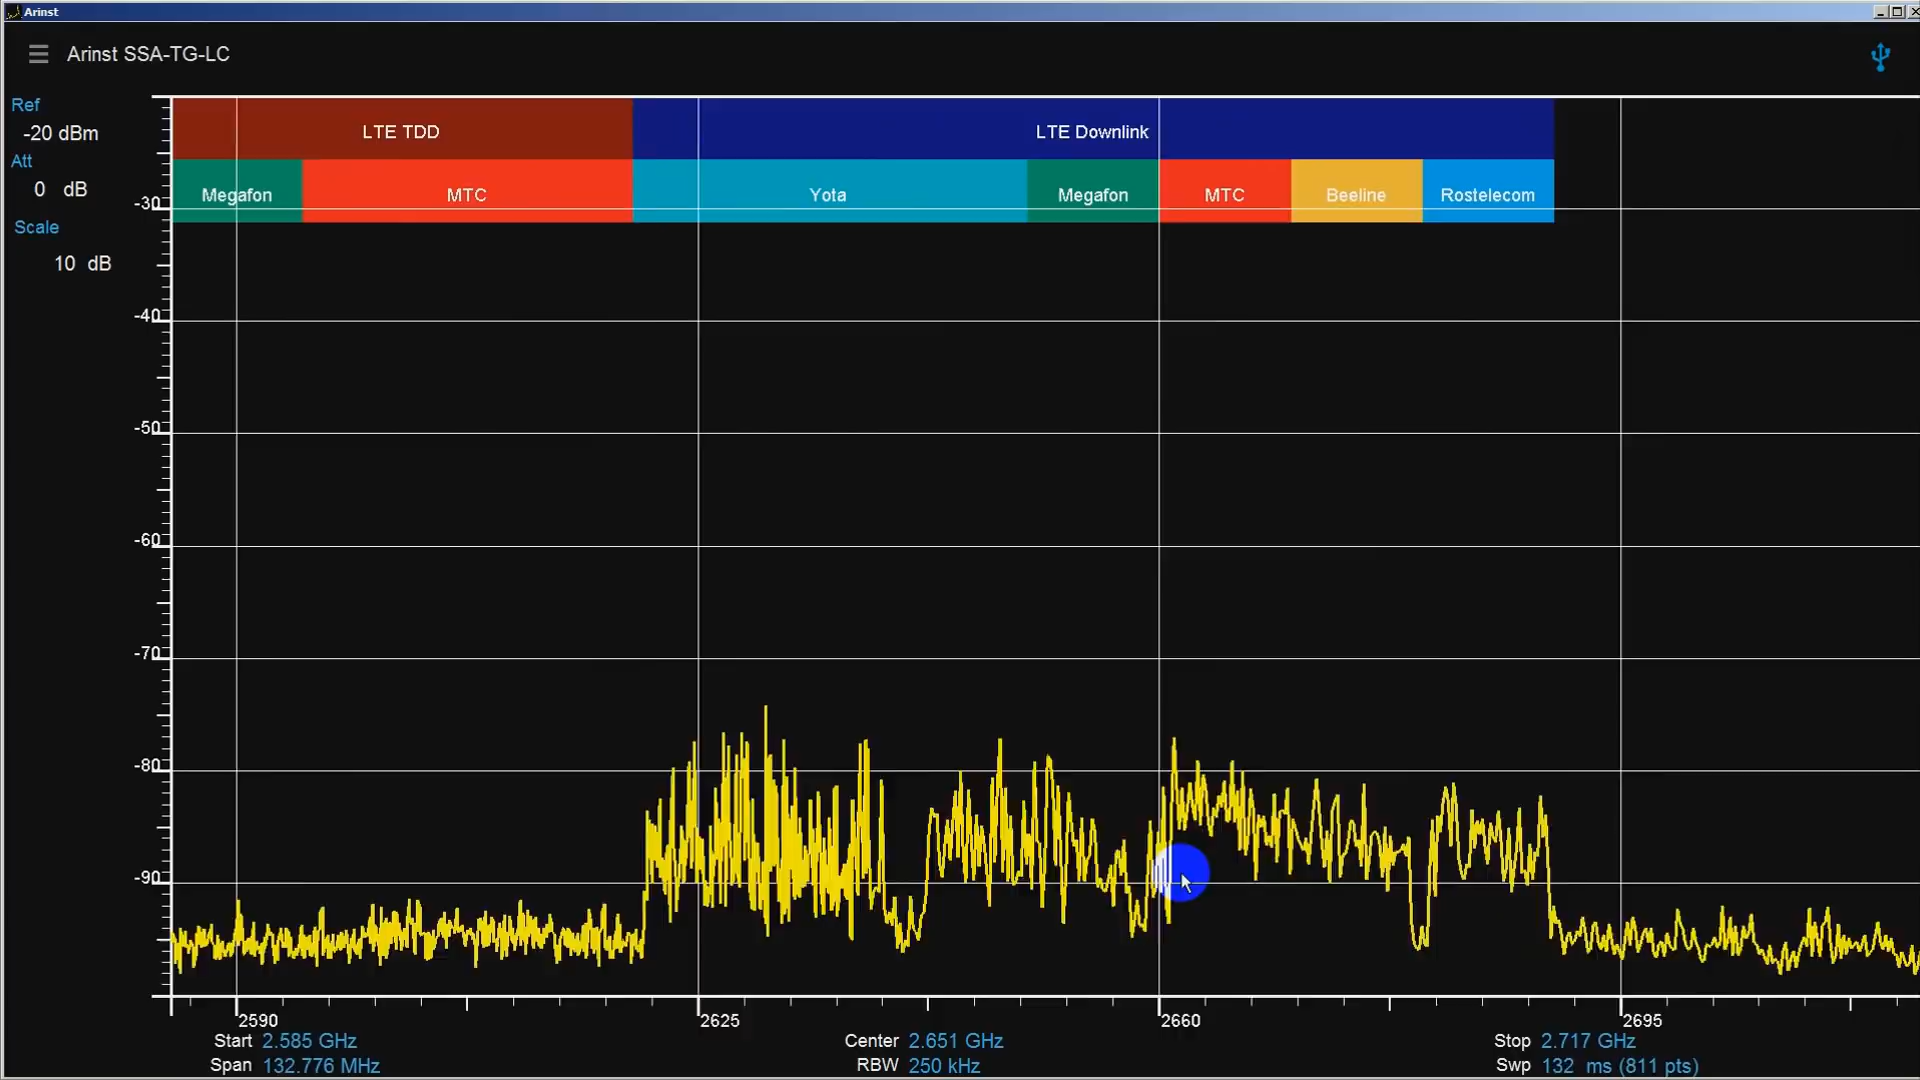 Arinst
Arinst SSA-TG-LC
Ref
-20 dBm
Att
0 dB
Scale
10 dB
LTE TDD
LTE Downlink
Megafon
MTC
Yota
Megafon
MTC
Beeline
Rostelecom
-30
-40
-50
-60
-70
-80
-90
2590
2625
2660
2695
Start 2.585 GHz
Center 2.651 GHz
Stop 2.717 GHz
Span 132.776 MHz
RBW 250 kHz
Swp 132 ms (811 pts)